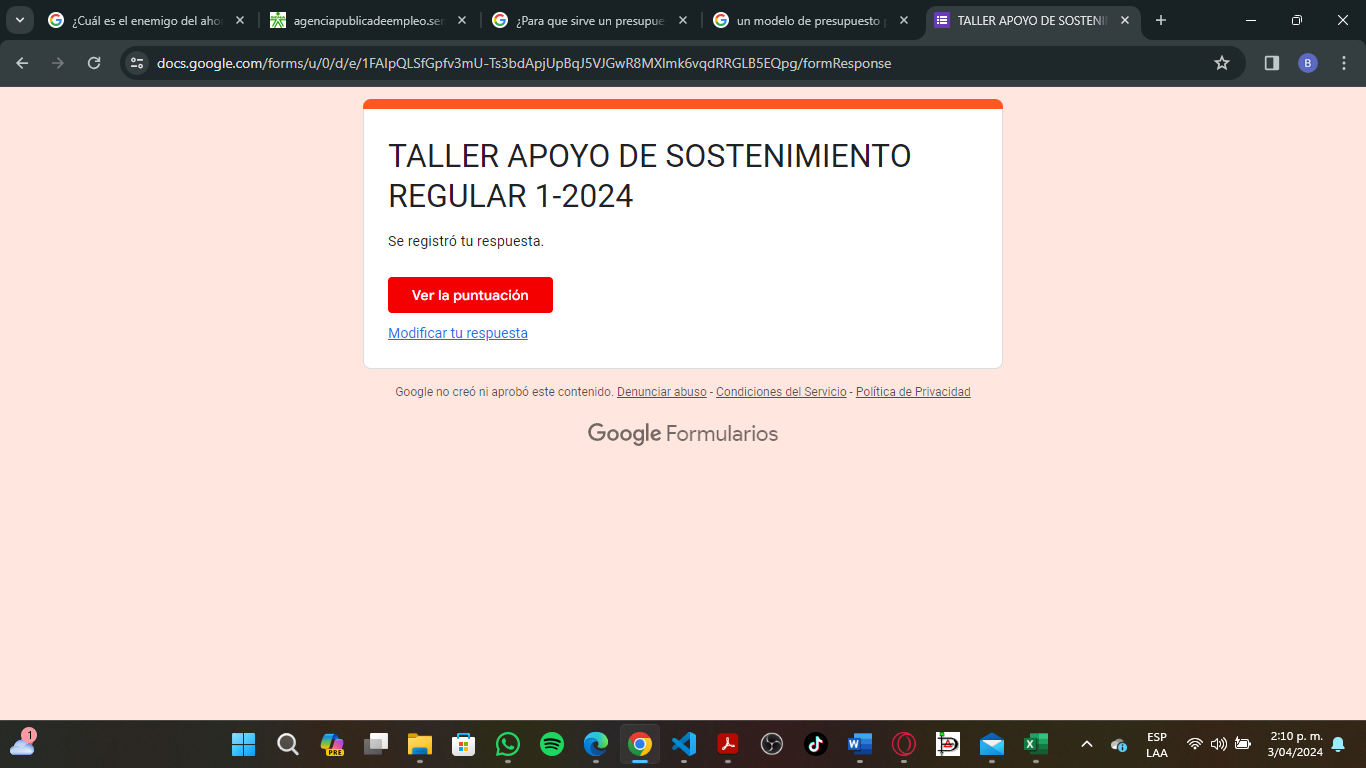 ¿Cuál es el enemigo del aho
agenciapublicadeempleo.se
¿Para que sirve un presupue
un modelo de presupuesto
TALLER APOYO DE SOSTENI
docs.google.com/forms/u/0/d/e/1FAIpQLSfGpfv3mU-Ts3bdApjUpBqJ5VJGwR8MXlmk6vqdRRGLB5EQpg/formResponse
B
TALLER APOYO DE SOSTENIMIENTO
REGULAR 1-2024
Se registró tu respuesta.
Ver la puntuación
Modificar tu respuesta
Google no creó ni aprobó este contenido. Denunciar abuso - Condiciones del Servicio - Política de Privacidad
Google Formularios
1
PRE
ESP
LAA
2:10 p. m.
3/04/2024